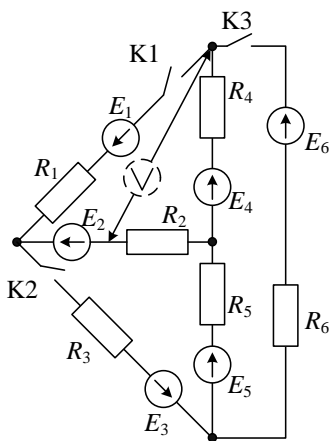 K1
K3
E₁
R₄
E₆
R₁
V
E₂
R₂
E₄
K2
R₃
R₅
R₆
E₃
E₅